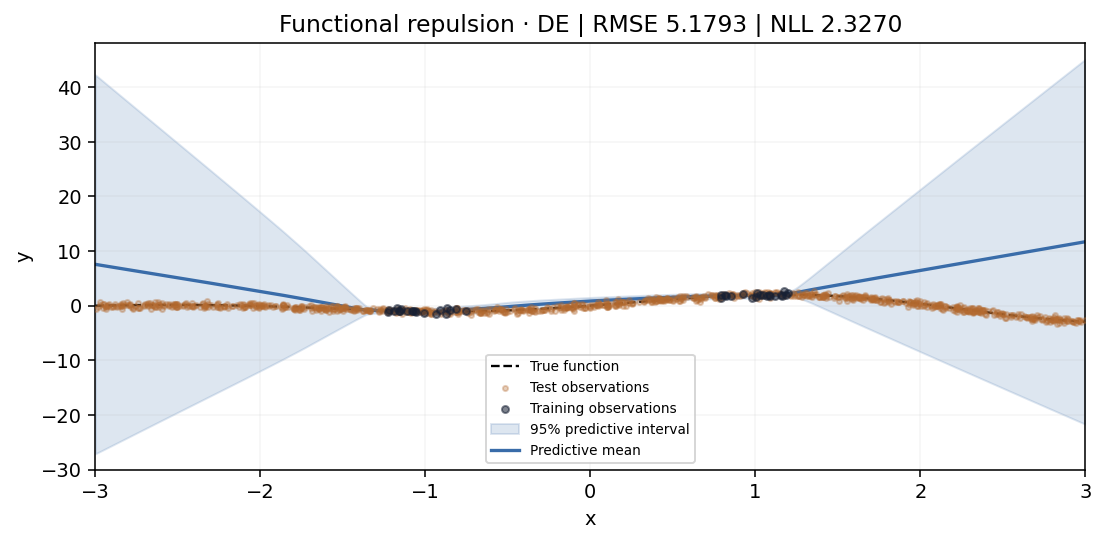 Functional repulsion · DE | RMSE 5.1793 | NLL 2.3270
40
30
20
10
0
−10
−20
−30
y
−3
−2
−1
0
1
2
3
x
True function
Test observations
Training observations
95% predictive interval
Predictive mean